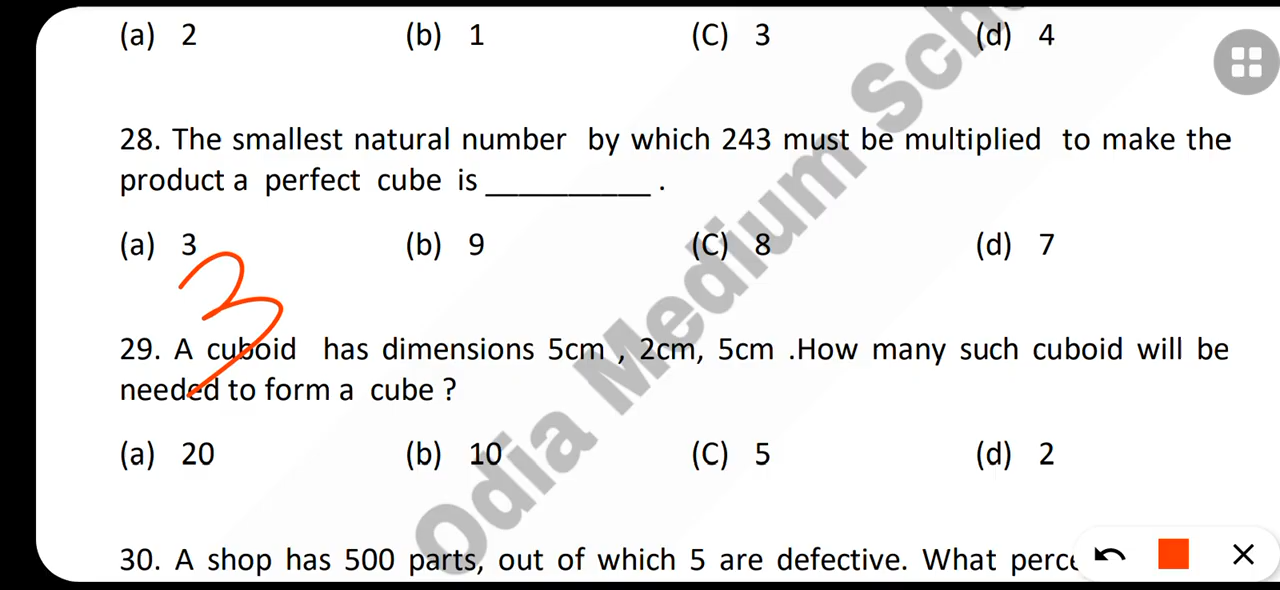 (a) 2 (b) 1 (C) 3 (d) 4
28. The smallest natural number by which 243 must be multiplied to make the
product a perfect cube is __________ .
(a) 3 (b) 9 (C) 8 (d) 7
3
29. A cuboid has dimensions 5cm , 2cm, 5cm .How many such cuboid will be
needed to form a cube ?
(a) 20 (b) 10 (C) 5 (d) 2
30. A shop has 500 parts, out of which 5 are defective. What perce
Odia Medium Sch